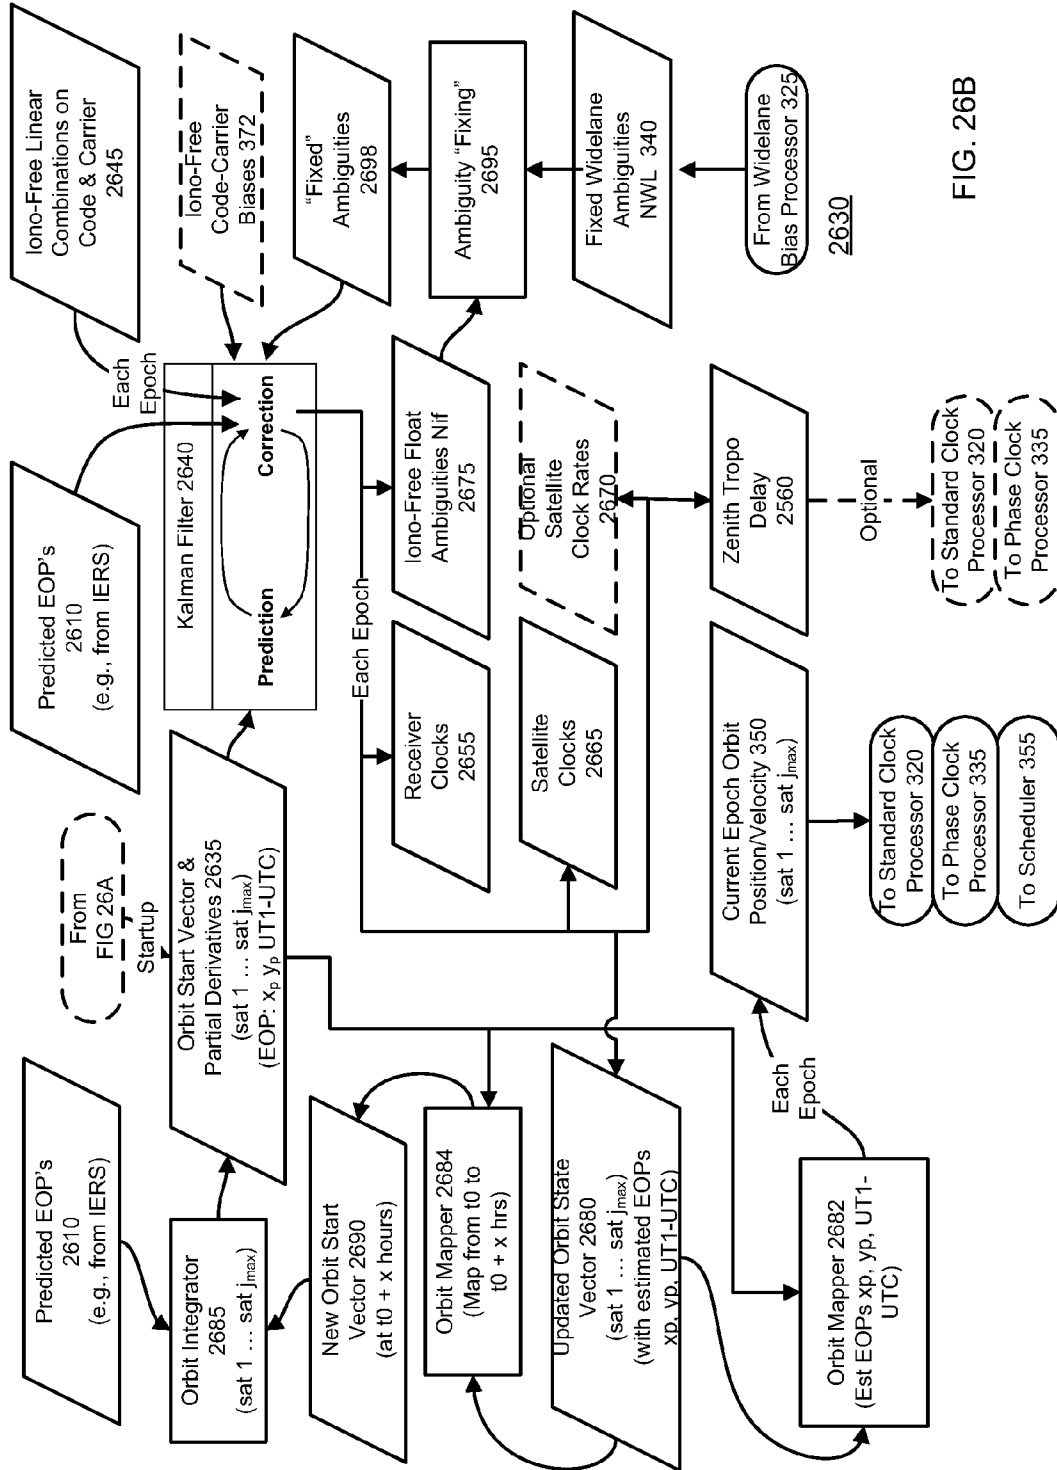 Predicted EOP's
2610
(e.g., from IERS)
From
FIG 26A
Startup
Predicted EOP's
2610
(e.g., from IERS)
Iono-Free Linear
Combinations on
Code & Carrier
2645
Each
Epoch
Iono-Free
Code-Carrier
Biases 372
Orbit Integrator
2685
(sat 1 … sat jmax)
Orbit Start Vector &
Partial Derivatives 2635
(sat 1 … sat jmax)
(EOP: xp yp UT1-UTC)
Kalman Filter 2640
Prediction
Correction
"Fixed"
Ambiguities
2698
New Orbit Start
Vector 2690
(at t0 + x hours)
Each Epoch
Orbit Mapper 2684
(Map from t0 to
t0 + x hrs)
Receiver
Clocks
2655
Iono-Free Float
Ambiguities Nif
2675
Ambiguity "Fixing"
2695
Updated Orbit State
Vector 2680
(sat 1 … sat jmax)
(with estimated EOPs
xp, yp, UT1-UTC)
Satellite
Clocks
2665
Optional
Satellite
Clock Rates
2670
Fixed Widelane
Ambiguities
NWL 340
Orbit Mapper 2682
(Est EOPs xp, yp, UT1-
UTC)
Each
Epoch
Current Epoch Orbit
Position/Velocity 350
(sat 1 … sat jmax)
Zenith Tropo
Delay
2560
From Widelane
Bias Processor 325
2630
Optional
To Standard Clock
Processor 320
To Phase Clock
Processor 335
To Scheduler 355
To Standard Clock
Processor 320
To Phase Clock
Processor 335
FIG. 26B